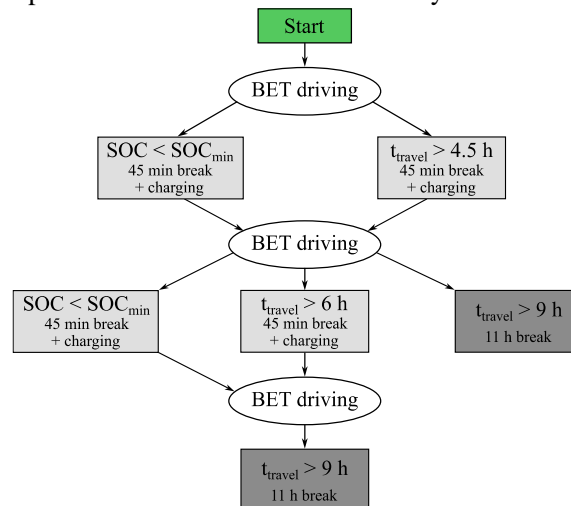 Start
BET driving
SOC < SOCmin
45 min break
+ charging
ttravel > 4.5 h
45 min break
+ charging
BET driving
SOC < SOCmin
45 min break
+ charging
ttravel > 6 h
45 min break
+ charging
ttravel > 9 h
11 h break
BET driving
ttravel > 9 h
11 h break